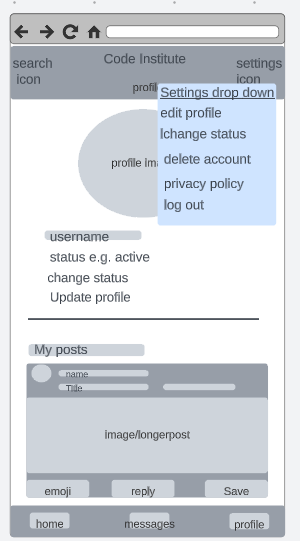 Code Institute
search
icon
settings
icon
profil
Settings drop down
edit profile
lchange status
delete account
privacy policy
log out
profile ima
username
status e.g. active
change status
Update profile
My posts
name
TItle
image/longerpost
emoji
reply
Save
home
messages
profile